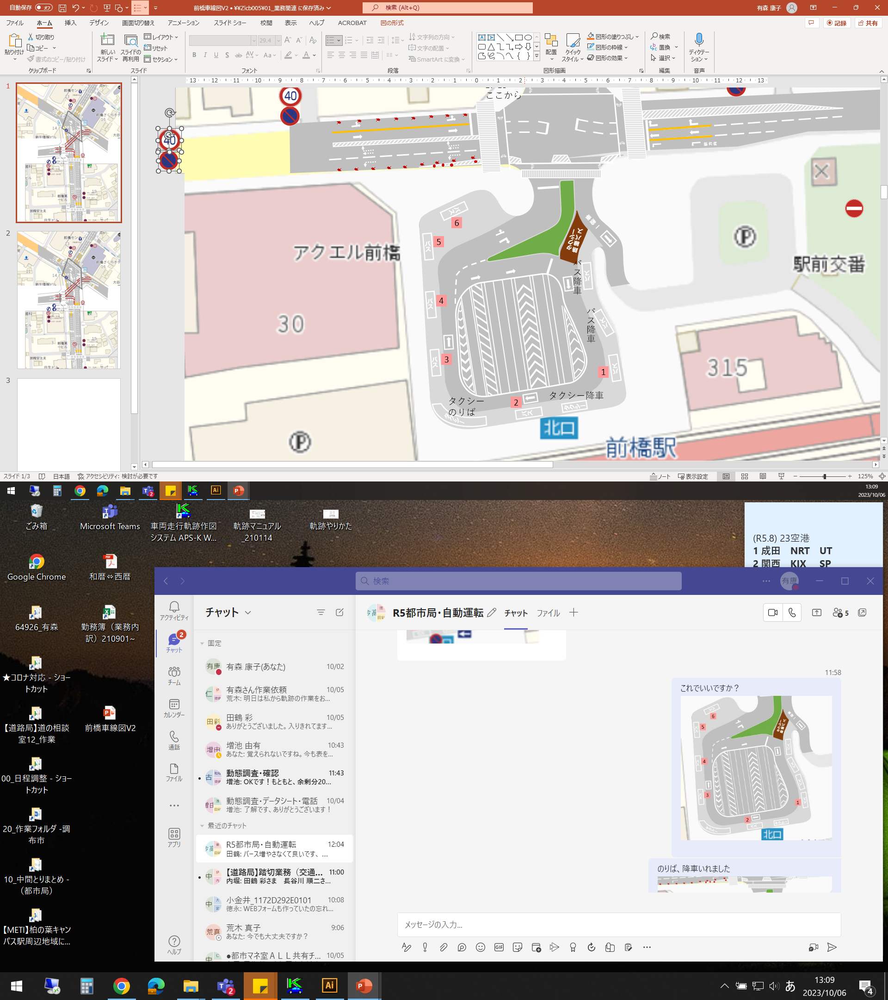 自動保存 オフ
前橋車線図V2 • ¥¥Zlcb005¥01_業務関連 に保存済み
検索 (Alt+Q)
有森 康子
ファイル ホーム 挿入 デザイン 画面切り替え アニメーション スライド ショー 校閲 表示 ヘルプ ACROBAT 図の形式
記録 共有
貼り付け
切り取り
コピー
書式のコピー/貼り付け
クリップボード
新しい
スライド
スライドの
再利用
レイアウト
リセット
セクション
スライド
29.4
フォント
文字列の方向
文字の配置
SmartArt に変換
段落
配置
クイック
スタイル
図形の塗りつぶし
図形の枠線
図形の効果
図形描画
検索
置換
選択
編集
ディクテー
ション
音声
13 12 11 10 9 8 7 6 5 4 3 2 1 0 1 2 3 4 5 6 7 8 9 10 11 12 13
1
2
3
ここから
40
40
アクエル前橋
30
6
5
4
3
2
1
バス降車
バス降車
タクシー
のりば
タクシー降車
北口
前橋駅
駅前交番
315
P
P
スライド 1/3 日本語 アクセシビリティ: 検討が必要です
ノート 表示設定 125%
13:09
2023/10/06
ごみ箱
Microsoft Teams
車両走行軌跡作図
システム APS-K W...
軌跡マニュアル
_210114
軌跡やりかた
Google Chrome
和暦⇔西暦
64926_有森
勤務簿（業務内
訳）210901~
★コロナ対応 - ショー
トカット
【道路局】道の相談
室12_作業
前橋車線図V2
00_日程調整 - ショー
トカット
20_作業フォルダ -調
布市
10_中間とりまとめ -
（都市局）
【METI】柏の葉キャン
パス駅周辺地域に...
(R5.8) 23空港
1 成田 NRT UT
2 関西 KIX SP
検索
有康
アクティビティ
チャット
2
チーム
カレンダー
通話
ファイル
アプリ
ヘルプ
チャット
固定
有森 康子(あなた) 10/02
有森さん作業依頼 10/05
荒木: 明日は私から軌跡の作業をお...
田鶴 彩 10/05
ありがとうございました。入りきれてます...
増池 由有 10:43
あなた: 覚えられないですね。今も表を...
動態調査・確認 11:43
増池: OKです！もともと、余剰分20...
動態調査・データシート・電話 10/04
増池: 了解です、ありがとうございます！
最近のチャット
R5都市局・自動運転 12:04
田鶴: バース増やさなくて良いです、...
【道路局】踏切業務（交通... 11:00
内堀: 田鶴 彩さま 長谷川 順二さ...
小金井_1172D292E0101 10:08
徳永: WEBフォームも作っていたの忘れ...
荒木 真子 9:06
あなた: 今でも大丈夫ですか？
●都市マネ室ＡＬＬ共有チ... 10/05
R5都市局・自動運転 チャット ファイル
5
11:58
これでいいですか？
6
5
4
3
2
1
北口
のりば、降車いれました
メッセージの入力...
GIF
あ
13:09
2023/10/06
4